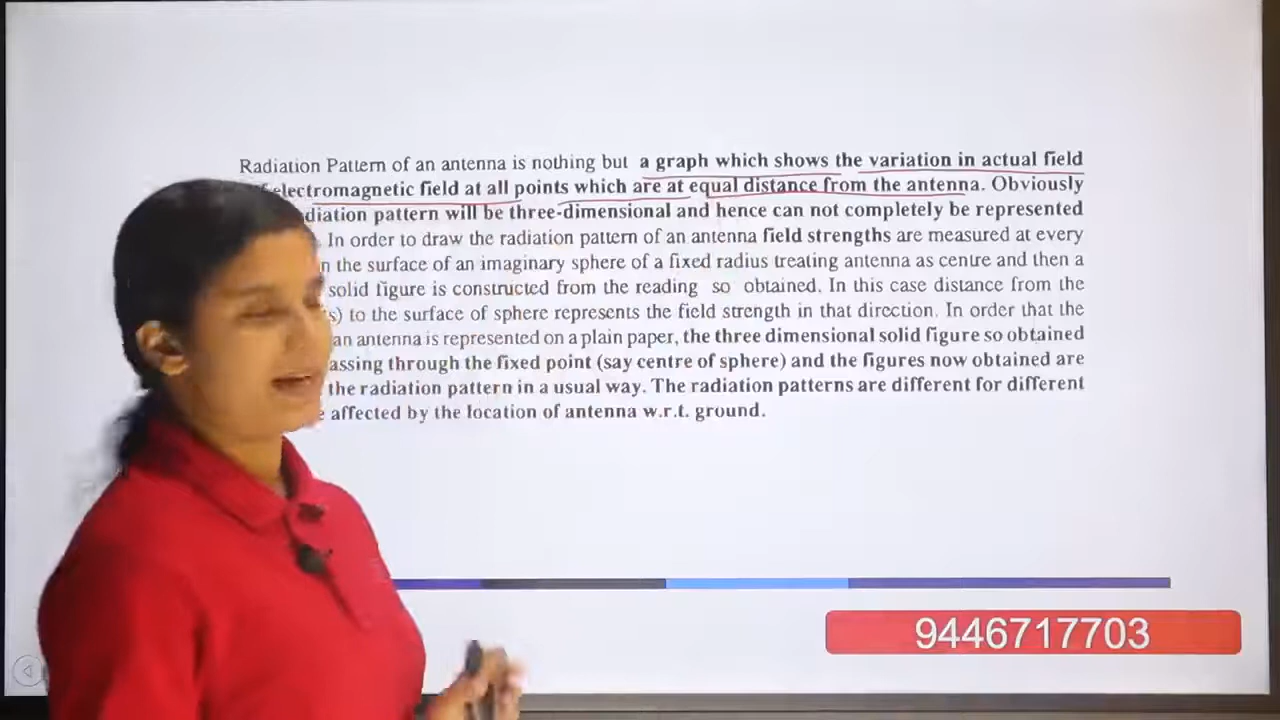 Radiation Pattern of an antenna is nothing but a graph which shows the variation in actual field
electromagnetic field at all points which are at equal distance from the antenna. Obviously
diation pattern will be three-dimensional and hence can not completely be represented
. In order to draw the radiation pattern of an antenna field strengths are measured at every
n the surface of an imaginary sphere of a fixed radius treating antenna as centre and then a
solid figure is constructed from the reading so obtained. In this case distance from the
s) to the surface of sphere represents the field strength in that direction. In order that the
an antenna is represented on a plain paper, the three dimensional solid figure so obtained
assing through the fixed point (say centre of sphere) and the figures now obtained are
the radiation pattern in a usual way. The radiation patterns are different for different
e affected by the location of antenna w.r.t. ground.
9446717703